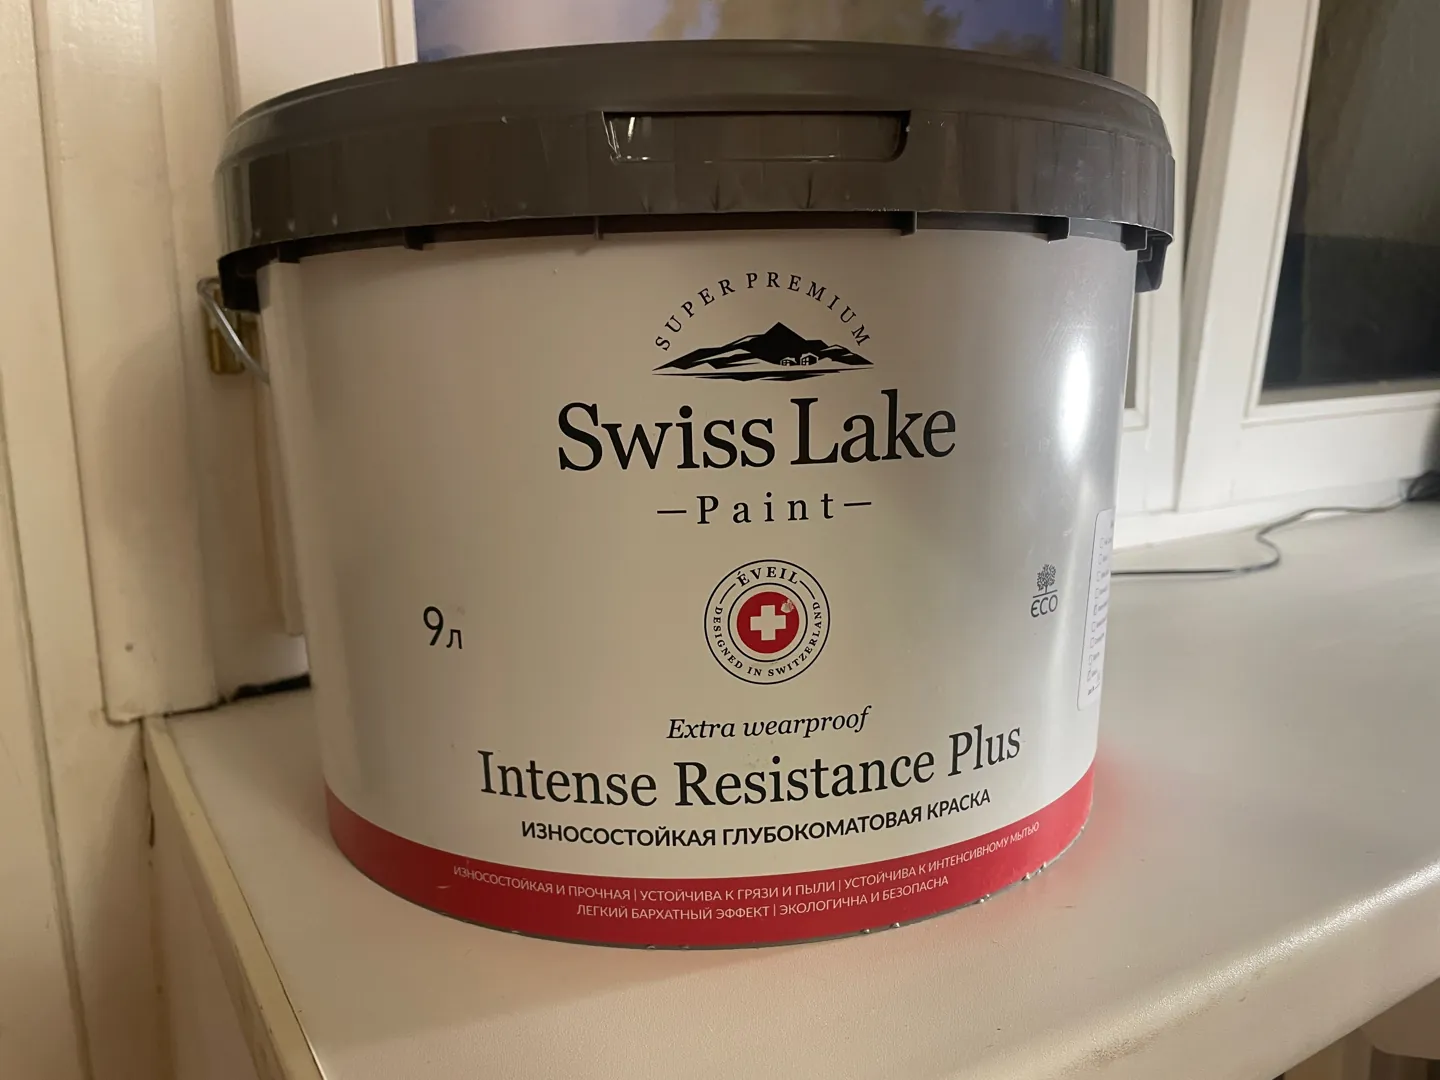 SUPER PREMIUM
Swiss Lake
—Paint—
ÉVEIL
DESIGNED IN SWITZERLAND
9л
ECO
Extra wearproof
Intense Resistance Plus
ИЗНОСОСТОЙКАЯ ГЛУБОКОМАТОВАЯ КРАСКА
ИЗНОСОСТОЙКАЯ И ПРОЧНАЯ | УСТОЙЧИВА К ГРЯЗИ И ПЫЛИ | УСТОЙЧИВА К ИНТЕНСИВНОМУ МЫТЬЮ
ЛЕГКИЙ БАРХАТНЫЙ ЭФФЕКТ | ЭКОЛОГИЧНА И БЕЗОПАСНА